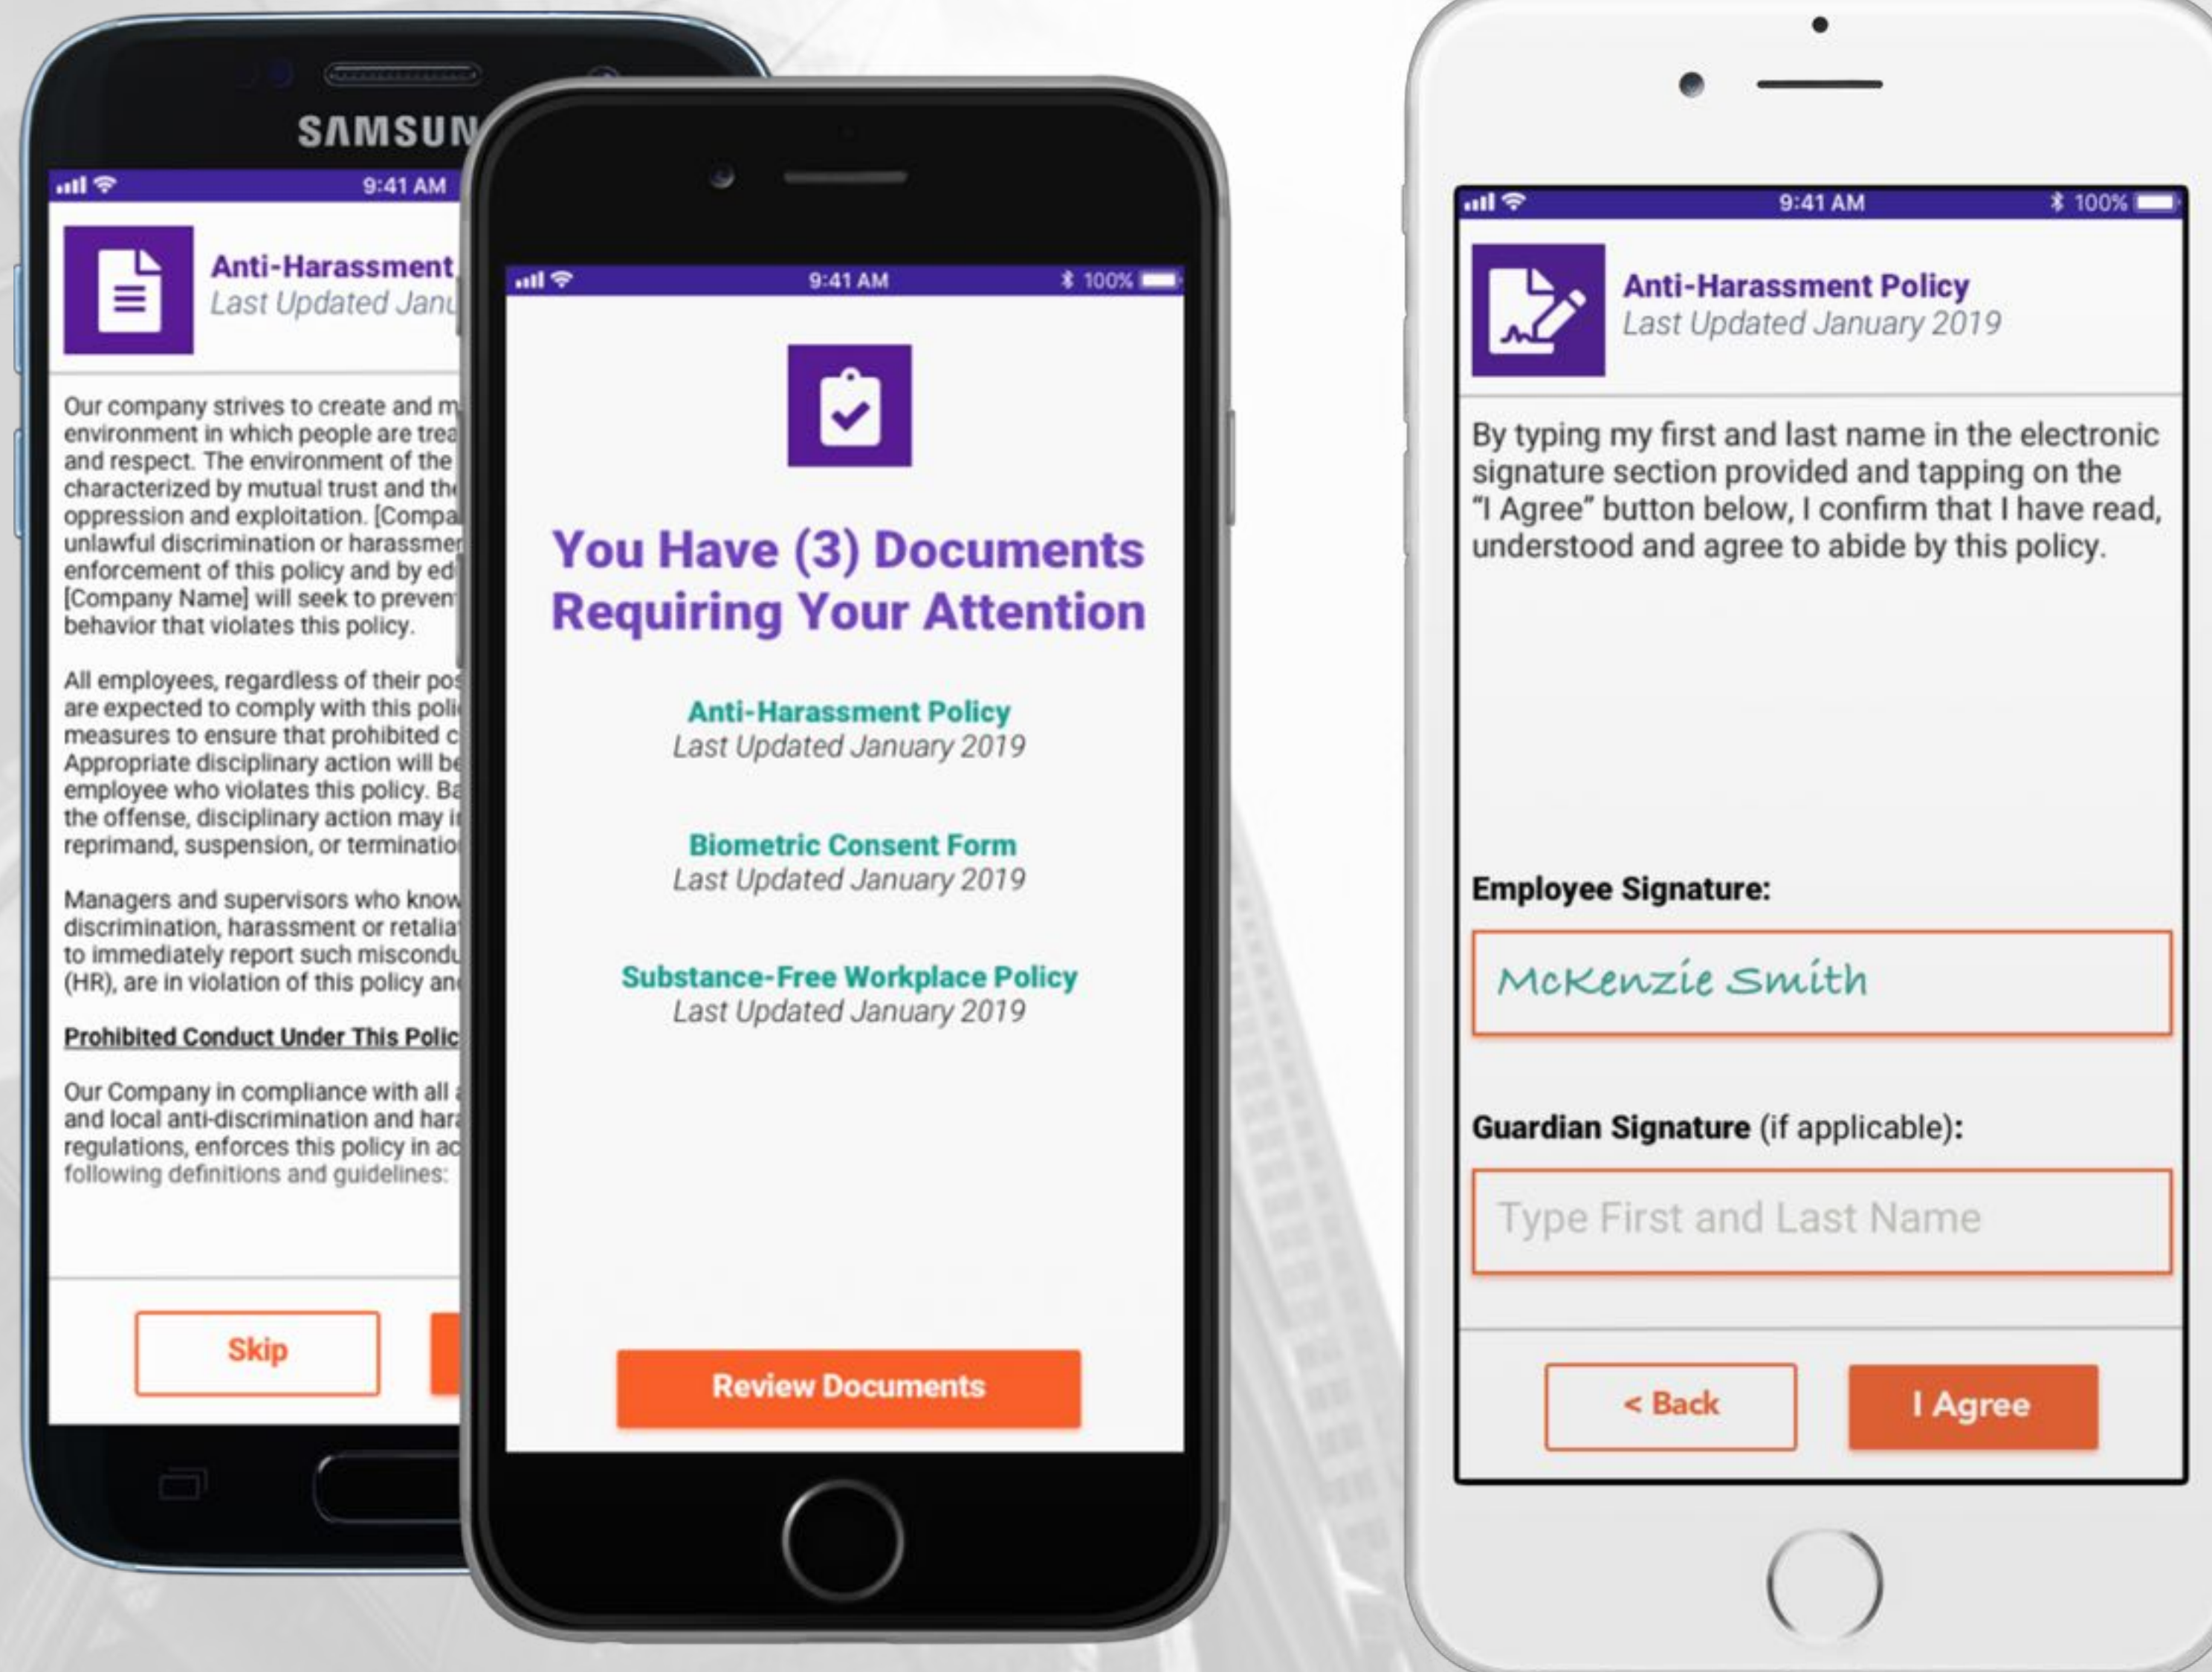 SAMSUN
9:41 AM
Anti-Harassment
Last Updated Janu
Our company strives to create and m
environment in which people are trea
and respect. The environment of the
characterized by mutual trust and the
oppression and exploitation. [Compa
unlawful discrimination or harassmen
enforcement of this policy and by ed
[Company Name] will seek to preven
behavior that violates this policy.
All employees, regardless of their pos
are expected to comply with this poli
measures to ensure that prohibited c
Appropriate disciplinary action will be
employee who violates this policy. Ba
the offense, disciplinary action may i
reprimand, suspension, or terminatio
Managers and supervisors who know
discrimination, harassment or retalia
to immediately report such miscondu
(HR), are in violation of this policy an
Prohibited Conduct Under This Polic
Our Company in compliance with all
and local anti-discrimination and hara
regulations, enforces this policy in ac
following definitions and guidelines:
Skip
9:41 AM 100%
You Have (3) Documents
Requiring Your Attention
Anti-Harassment Policy
Last Updated January 2019
Biometric Consent Form
Last Updated January 2019
Substance-Free Workplace Policy
Last Updated January 2019
Review Documents
9:41 AM 100%
Anti-Harassment Policy
Last Updated January 2019
By typing my first and last name in the electronic
signature section provided and tapping on the
“I Agree” button below, I confirm that I have read,
understood and agree to abide by this policy.
Employee Signature:
McKenzie Smith
Guardian Signature (if applicable):
Type First and Last Name
< Back
I Agree